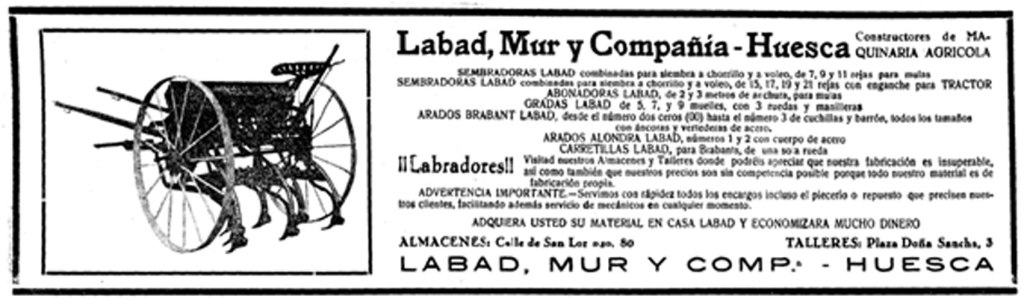 Labad, Mur y Compañía - Huesca Constructores de MA-
QUINARIA AGRICOLA
SEMBRADORAS LABAD combinadas para siembra a chorrillo y a voleo, de 7, 9 y 11 rejas para mulas
SEMBRADORAS LABAD combinadas para siembra a chorrillo y a voleo, de 15, 17, 19 y 21 rejas con enganche para TRACTOR
ABONADORAS LABAD, de 2 y 3 metros de anchura, para mulas
GRADAS LABAD de 5, 7, y 9 muelles, con 3 ruedas y manilleras
ARADOS BRABANT LABAD, desde el número dos ceros (00) hasta el número 3 de cuchillas y barrón, todos los tamaños
con áncoras y vertederas de acero.
ARADOS ALONDRA LABAD, números 1 y 2 con cuerpo de acero
CARRETILLAS LABAD, para Brabants, de una sola rueda
¡¡Labradores!! Visitad nuestros Almacenes y Talleres donde podréis apreciar que nuestra fabricación es insuperable,
así como también que nuestros precios son sin competencia posible porque todo nuestro material es de
fabricación propia.
ADVERTENCIA IMPORTANTE.—Servimos con rápidez todos los encargos incluso el piecerío o repuesto que precisen nues-
tros clientes, facilitando además servicio de mecánicos en cualquier momento.
ADQUIERA USTED SU MATERIAL EN CASA LABAD Y ECONOMIZARA MUCHO DINERO
ALMACENES: Calle de San Lorenzo, 80 TALLERES: Plaza Doña Sancha, 3
LABAD, MUR Y COMP.ª - HUESCA